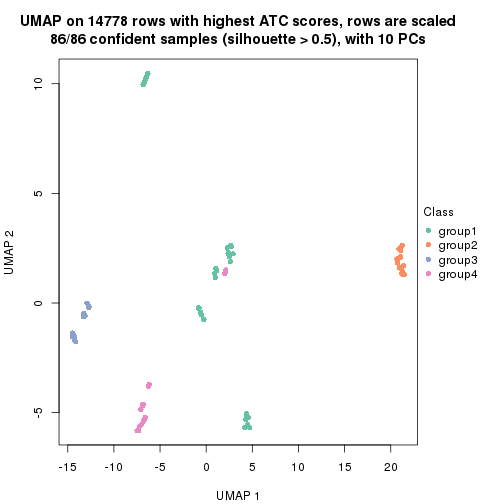 UMAP on 14778 rows with highest ATC scores, rows are scaled
86/86 confident samples (silhouette > 0.5), with 10 PCs
10
5
0
-5
UMAP 2
-15
-10
-5
0
5
10
15
20
UMAP 1
Class
group1
group2
group3
group4